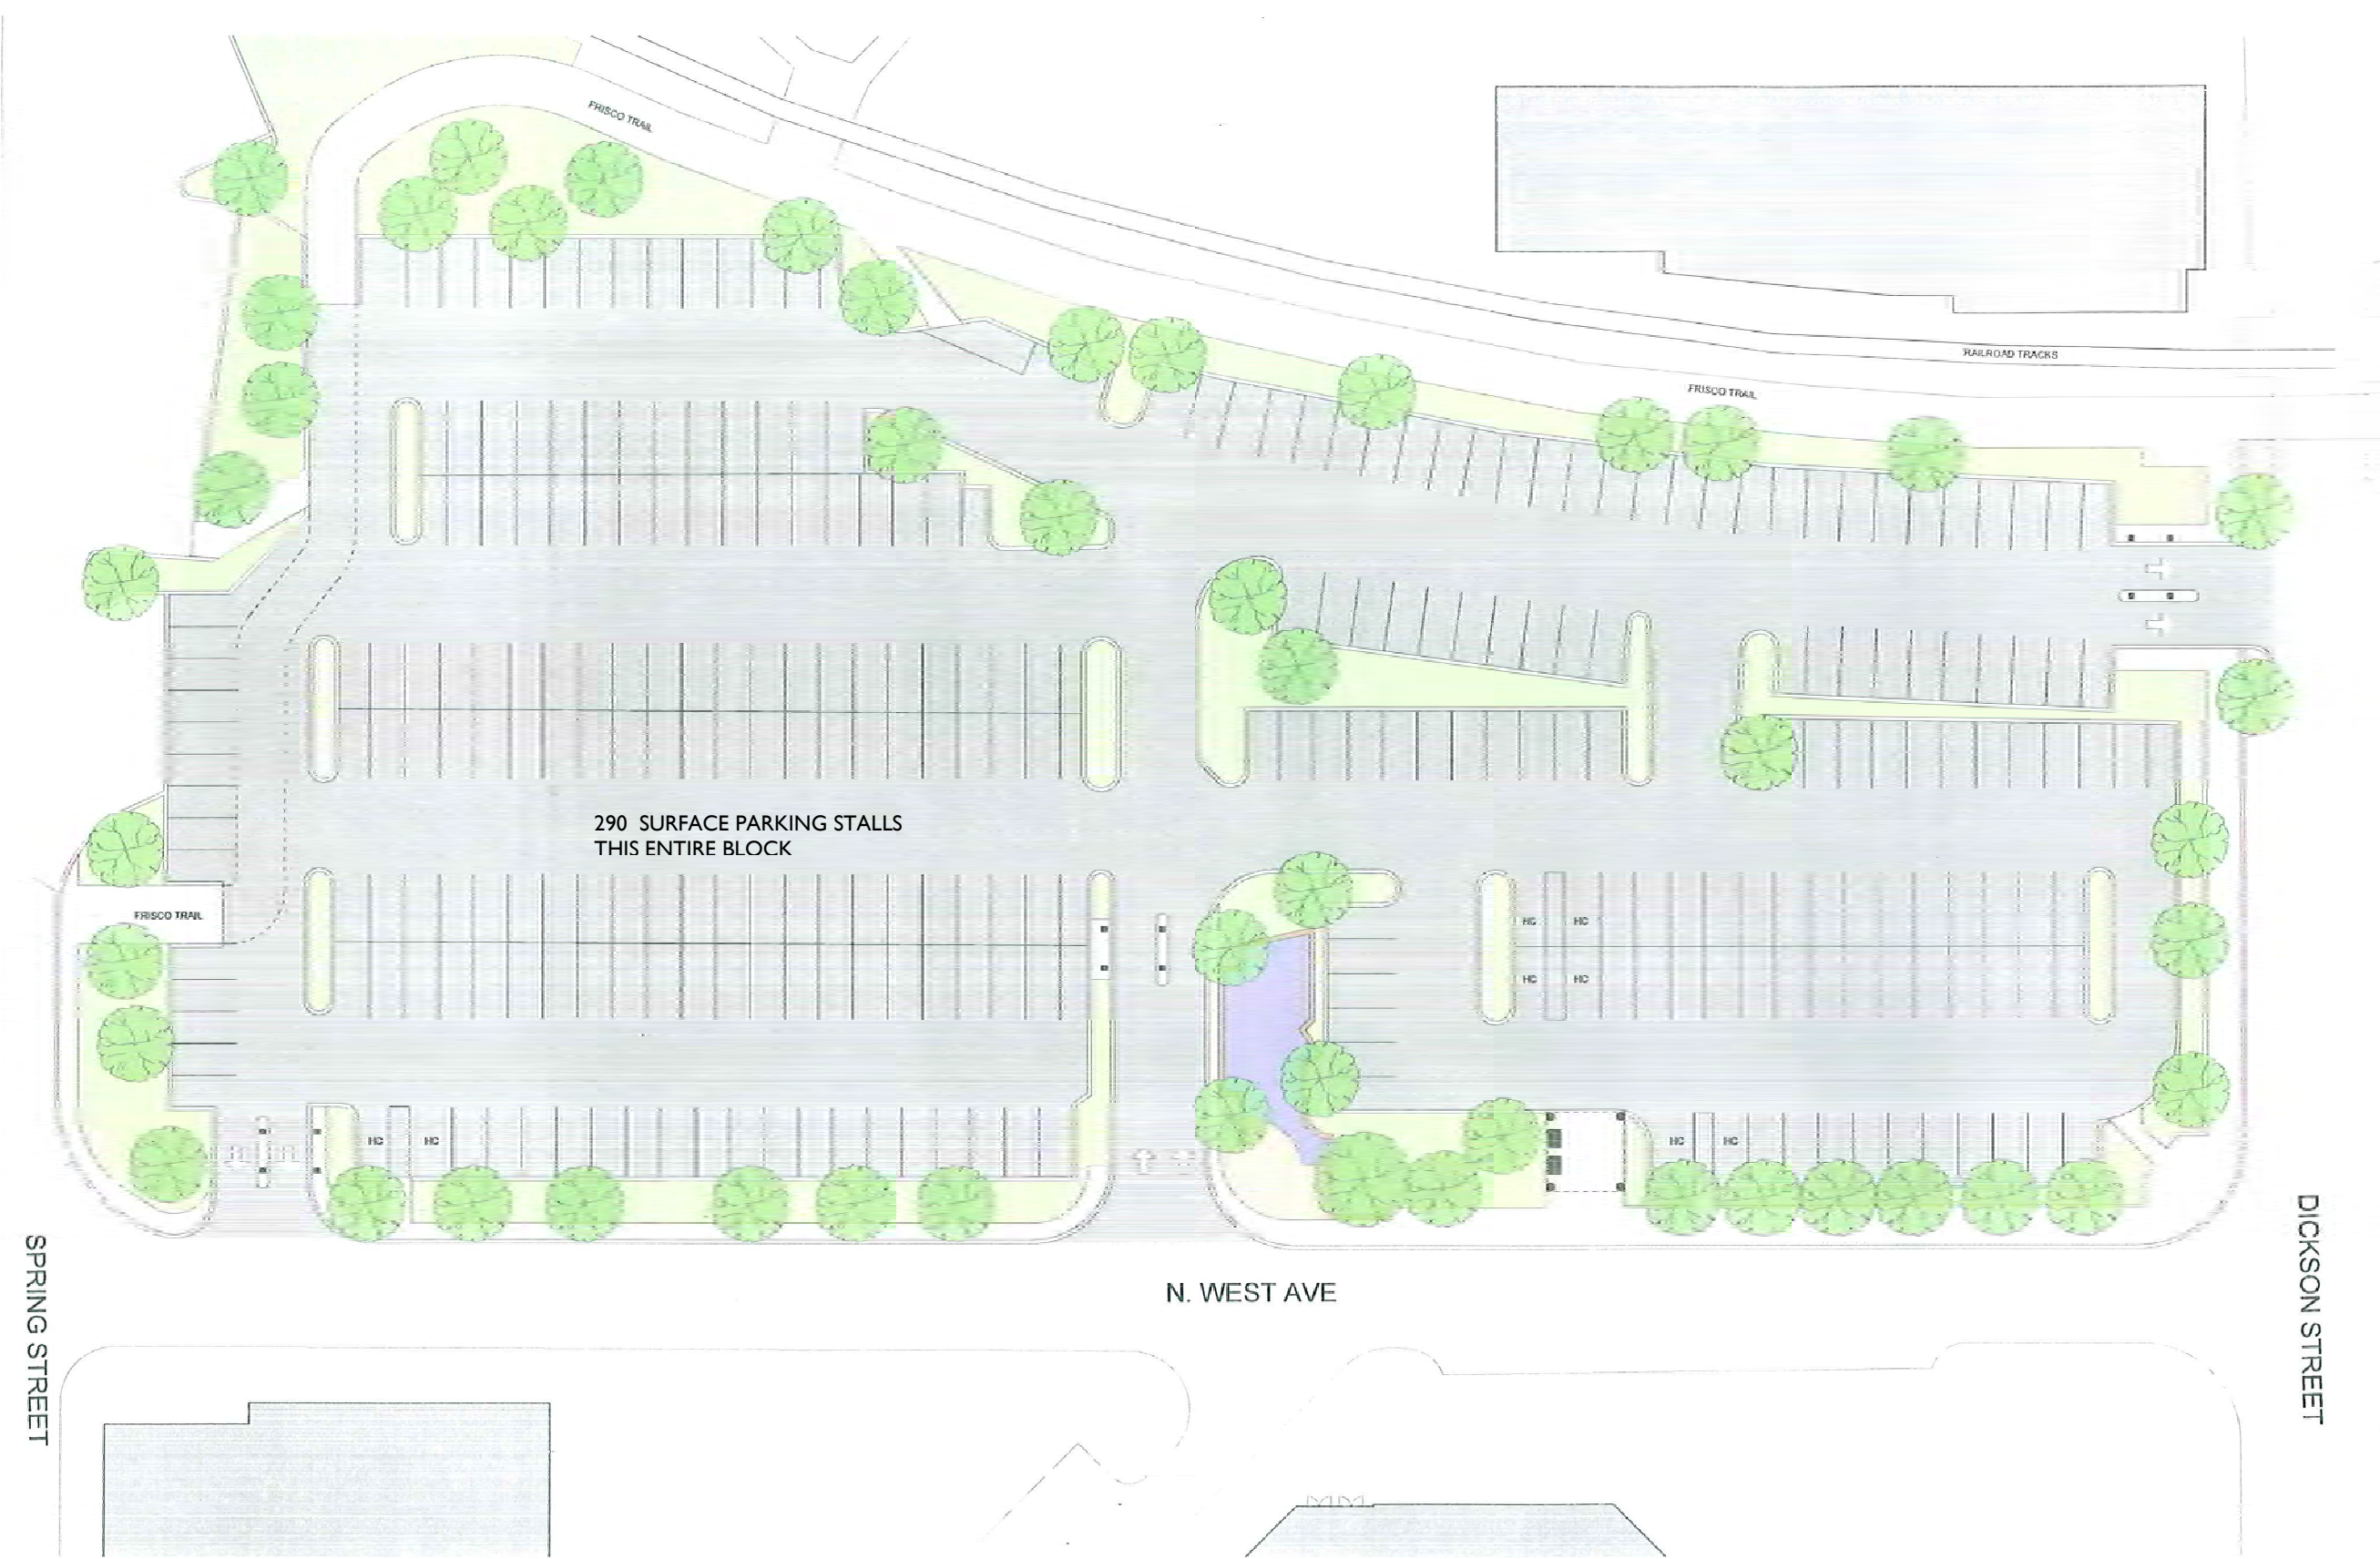 FRISCO TRAIL
RAILROAD TRACKS
FRISCO TRAIL
290 SURFACE PARKING STALLS
THIS ENTIRE BLOCK
FRISCO TRAIL
HC HC
HC HC
HC HC
HC HC
SPRING STREET
N. WEST AVE
DICKSON STREET